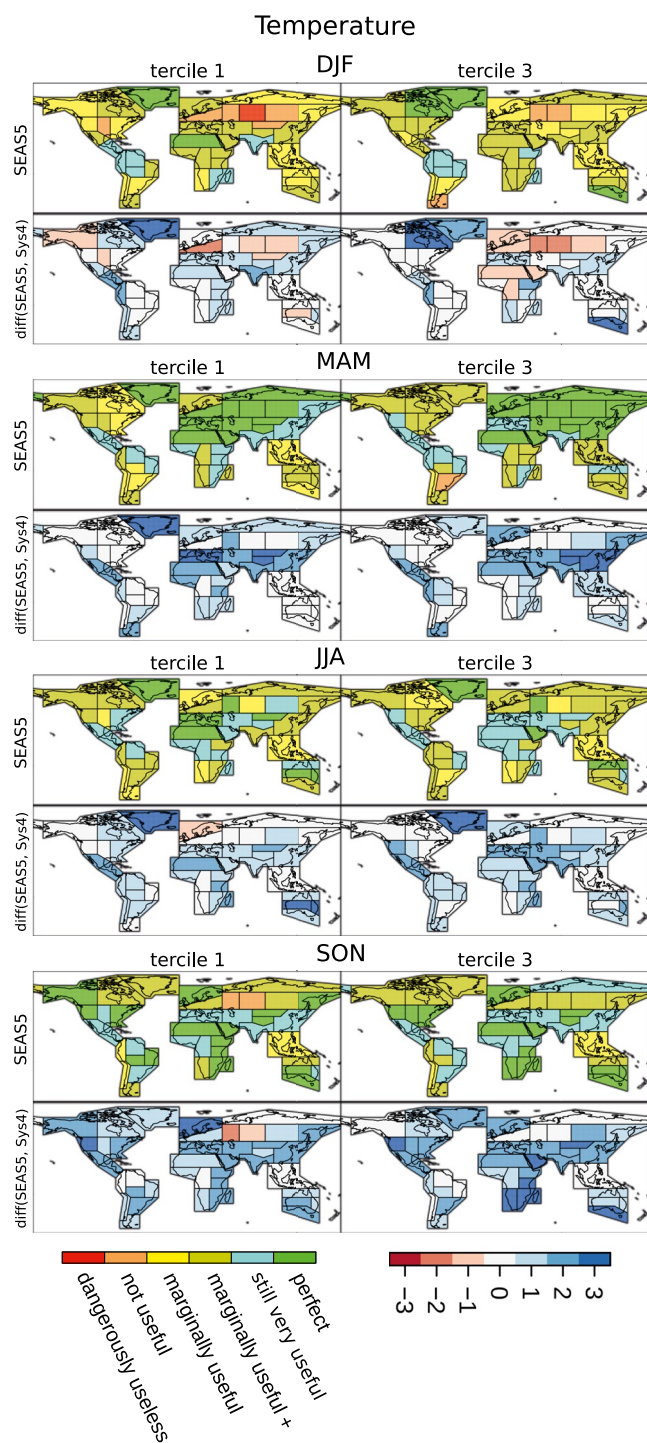 Temperature
DJF
tercile 1 tercile 3
SEAS5
diff(SEAS5, Sys4)
MAM
tercile 1 tercile 3
SEAS5
diff(SEAS5, Sys4)
JJA
tercile 1 tercile 3
SEAS5
diff(SEAS5, Sys4)
SON
tercile 1 tercile 3
SEAS5
diff(SEAS5, Sys4)
dangerously useless
not useful
marginally useful
marginally useful +
still very useful
perfect
−3 −2 −1 0 1 2 3